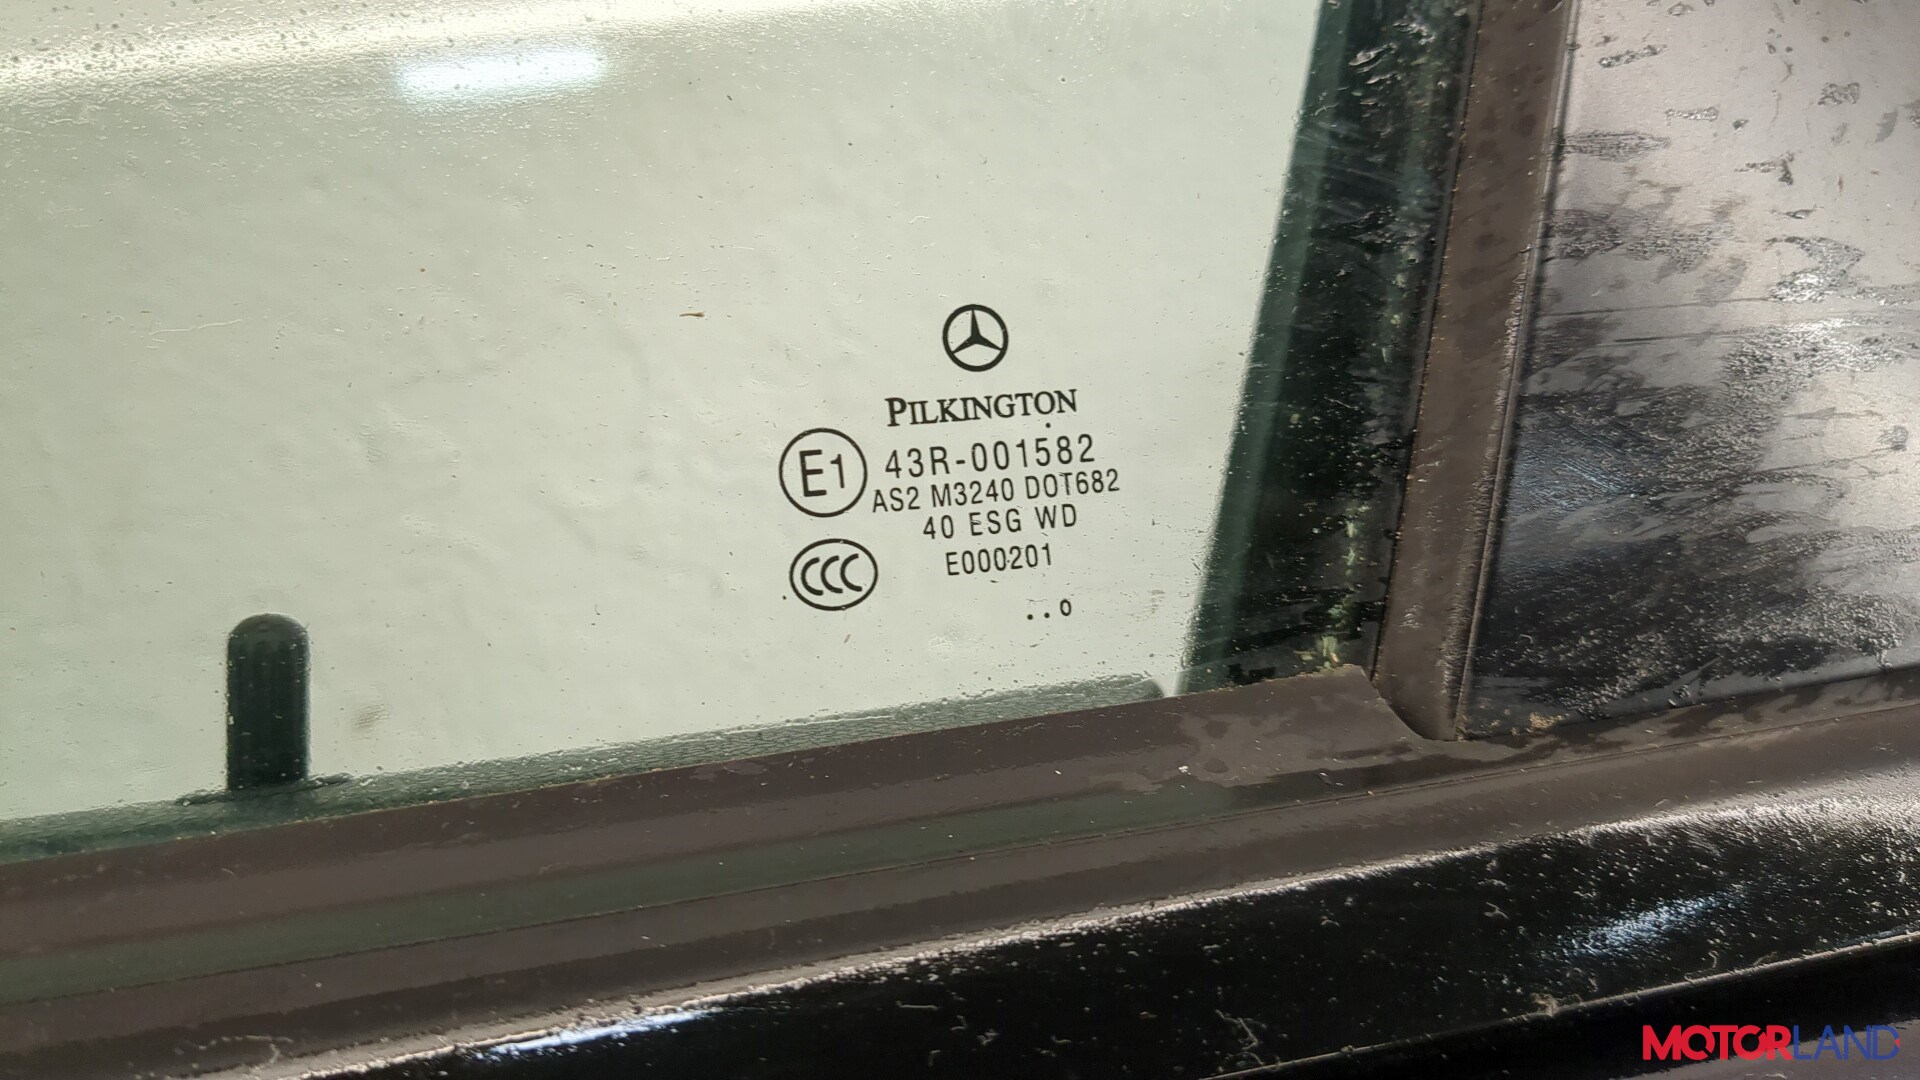 PILKINGTON
E1 43R-001582
AS2 M3240 DOT682
40 ESG WD
CCC E000201
. . o
MOTORLAND